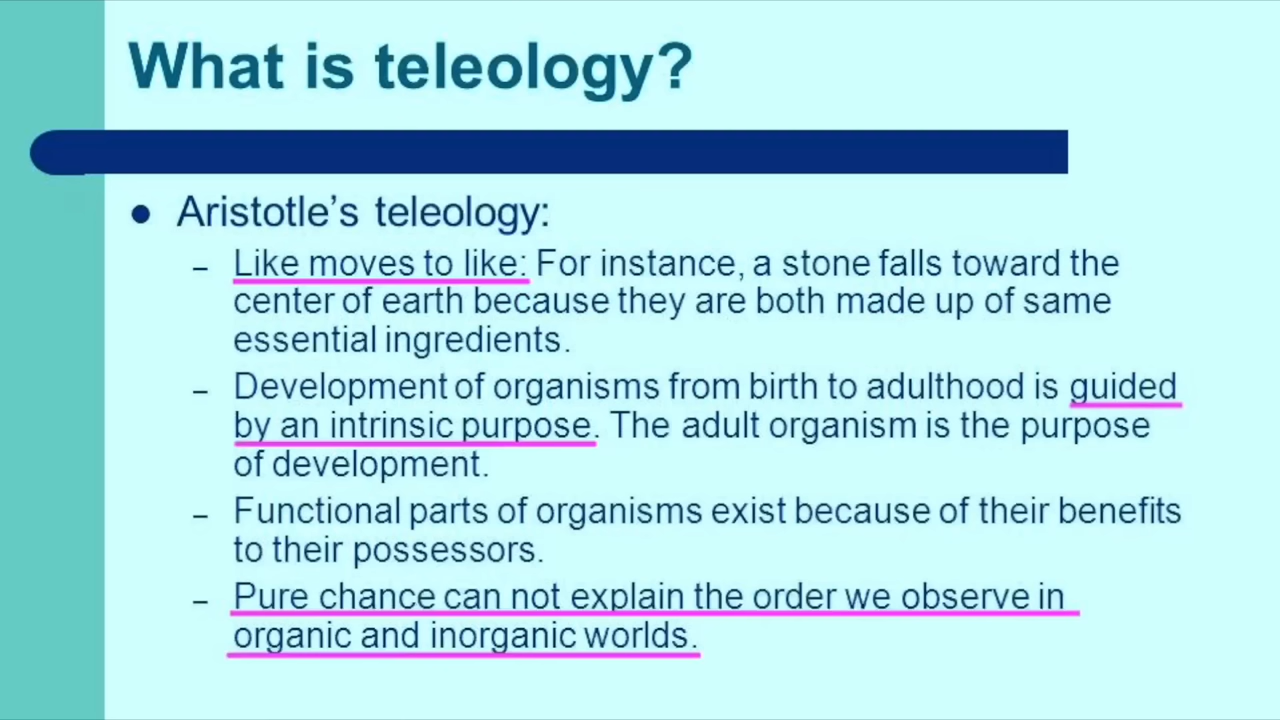 What is teleology?
● Aristotle’s teleology:
– Like moves to like: For instance, a stone falls toward the
center of earth because they are both made up of same
essential ingredients.
– Development of organisms from birth to adulthood is guided
by an intrinsic purpose. The adult organism is the purpose
of development.
– Functional parts of organisms exist because of their benefits
to their possessors.
– Pure chance can not explain the order we observe in
organic and inorganic worlds.